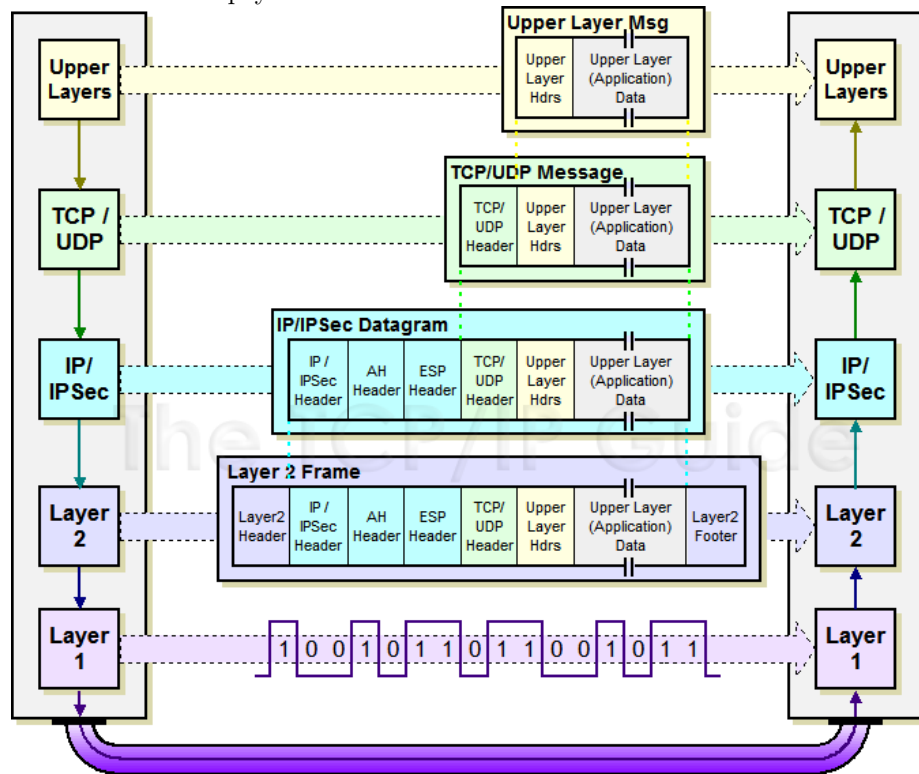 Upper Layer Msg
Upper
Layers
Upper
Layer
Hdrs
Upper Layer
(Application)
Data
Upper
Layers
TCP/UDP Message
TCP /
UDP
TCP/
UDP
Header
Upper
Layer
Hdrs
Upper Layer
(Application)
Data
TCP /
UDP
IP/IPSec Datagram
IP/
IPSec
IP /
IPSec
Header
AH
Header
ESP
Header
TCP/
UDP
Header
Upper
Layer
Hdrs
Upper Layer
(Application)
Data
IP/
IPSec
The TCP/IP Guide
Layer 2 Frame
Layer
2
Layer2
Header
IP /
IPSec
Header
AH
Header
ESP
Header
TCP/
UDP
Header
Upper
Layer
Hdrs
Upper Layer
(Application)
Data
Layer2
Footer
Layer
2
Layer
1
1 0 0 1 0 1 1 0 1 1 0 0 1 0 1 1
Layer
1